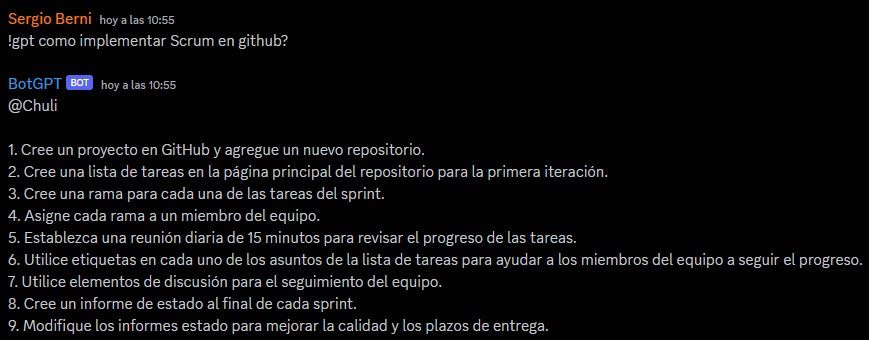 Sergio Berni hoy a las 10:55
!gpt como implementar Scrum en github?
BotGPT BOT hoy a las 10:55
@Chuli
1. Cree un proyecto en GitHub y agregue un nuevo repositorio.
2. Cree una lista de tareas en la página principal del repositorio para la primera iteración.
3. Cree una rama para cada una de las tareas del sprint.
4. Asigne cada rama a un miembro del equipo.
5. Establezca una reunión diaria de 15 minutos para revisar el progreso de las tareas.
6. Utilice etiquetas en cada uno de los asuntos de la lista de tareas para ayudar a los miembros del equipo a seguir el progreso.
7. Utilice elementos de discusión para el seguimiento del equipo.
8. Cree un informe de estado al final de cada sprint.
9. Modifique los informes estado para mejorar la calidad y los plazos de entrega.